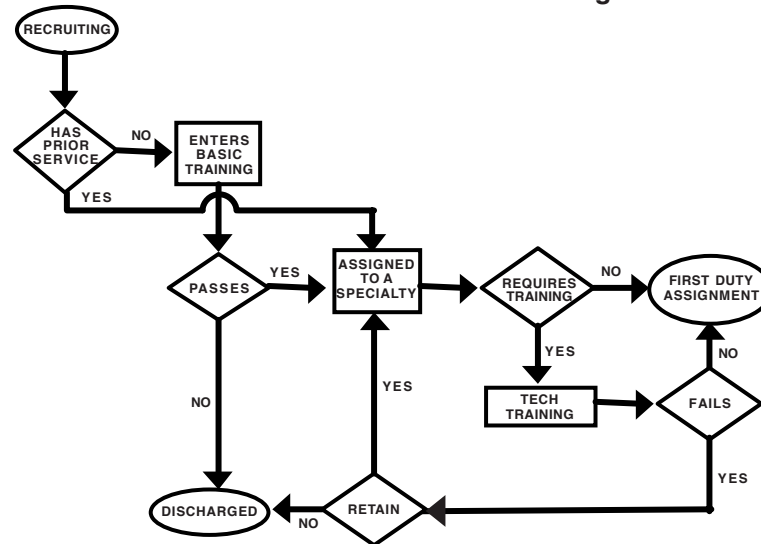 RECRUITING
HAS
PRIOR
SERVICE
NO
ENTERS
BASIC
TRAINING
YES
PASSES
YES
ASSIGNED
TO A
SPECIALTY
REQUIRES
TRAINING
NO
FIRST DUTY
ASSIGNMENT
YES
NO
TECH
TRAINING
FAILS
NO
YES
YES
DISCHARGED
NO
RETAIN